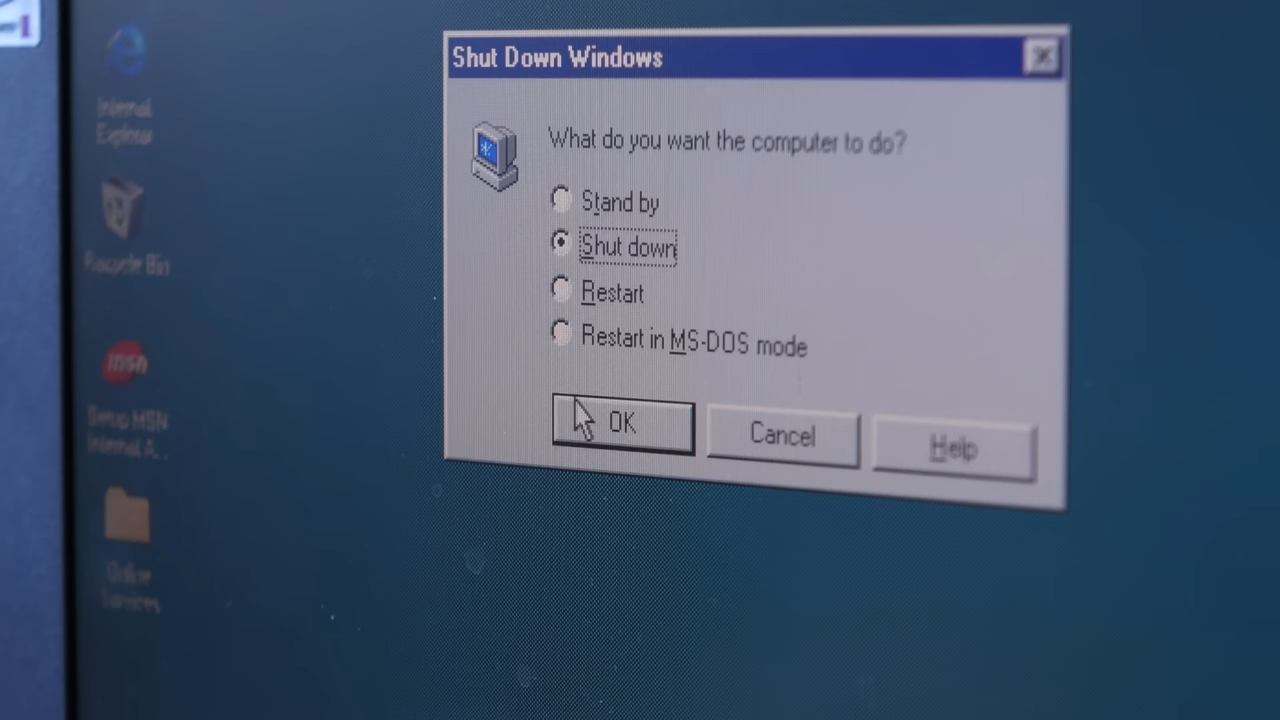 Internet
Explorer
Recycle Bin
msn
Setup MSN
Internet A...
Online
Services
Shut Down Windows
What do you want the computer to do?
Stand by
Shut down
Restart
Restart in MS-DOS mode
OK
Cancel
Help